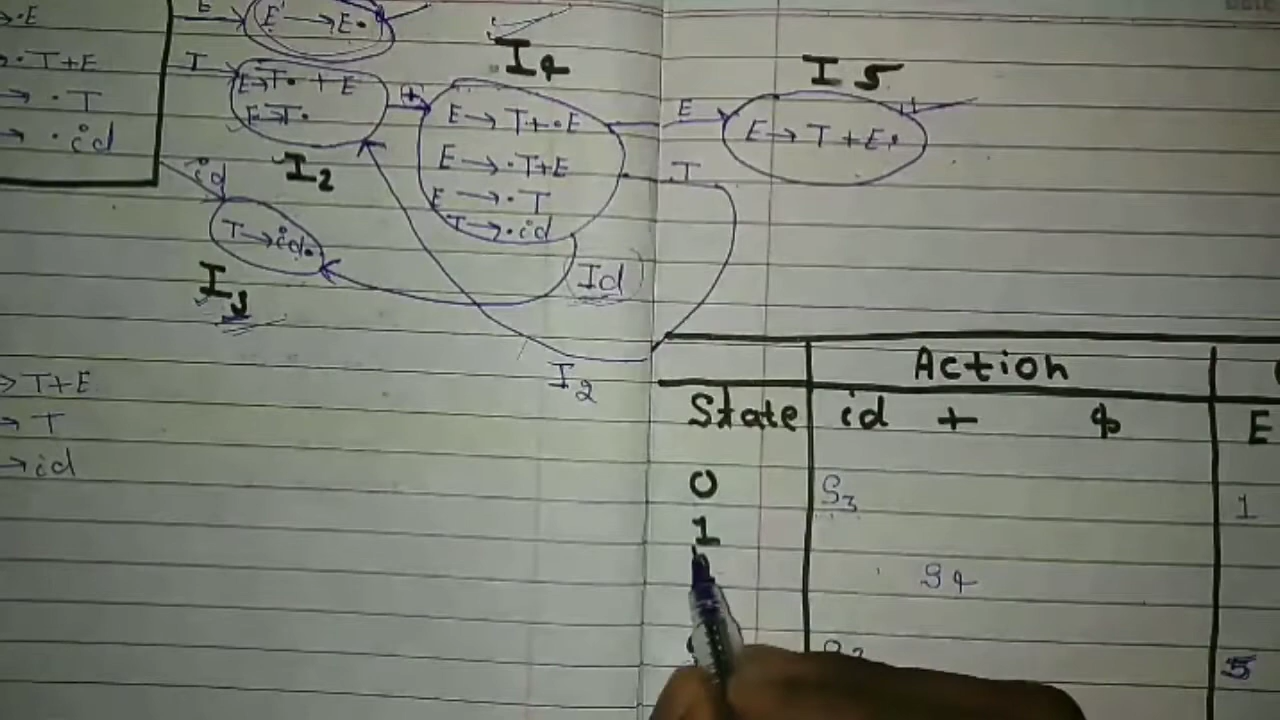 →·E
E
E' → E·
→·T+E
T
E→T· + E
E→T·
I2
→ ·T
→ ·id
id
T→id·
I3
+
I4
E → T+·E
E → ·T+E
E → ·T
T → ·id
Id
I2
E
T
I5
E → T + E·
→ T+E
→ T
→ id
Action
State id + $ E
0 S3 1
1
S4
5